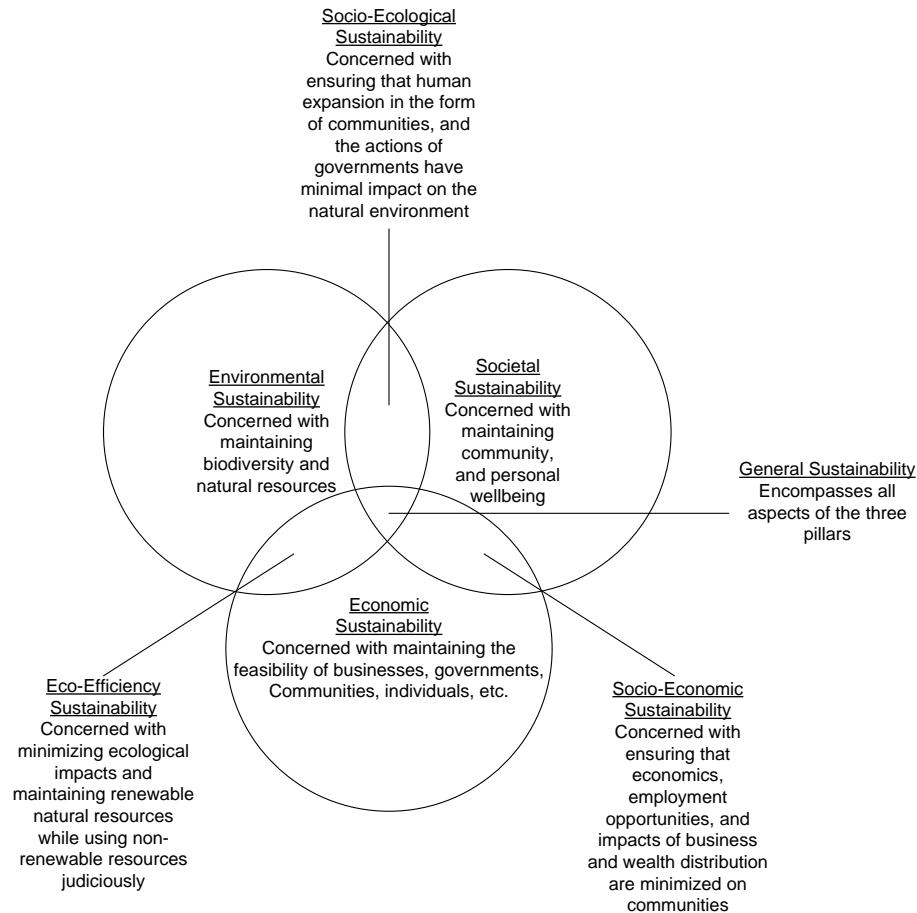 Socio-Ecological
Sustainability
Concerned with
ensuring that human
expansion in the form
of communities, and
the actions of
governments have
minimal impact on the
natural environment
Environmental
Sustainability
Concerned with
maintaining
biodiversity and
natural resources
Societal
Sustainability
Concerned with
maintaining
community,
and personal
wellbeing
General Sustainability
Encompasses all
aspects of the three
pillars
Economic
Sustainability
Concerned with maintaining the
feasibility of businesses, governments,
Communities, individuals, etc.
Eco-Efficiency
Sustainability
Concerned with
minimizing ecological
impacts and
maintaining renewable
natural resources
while using non-
renewable resources
judiciously
Socio-Economic
Sustainability
Concerned with
ensuring that
economics,
employment
opportunities, and
impacts of business
and wealth distribution
are minimized on
communities